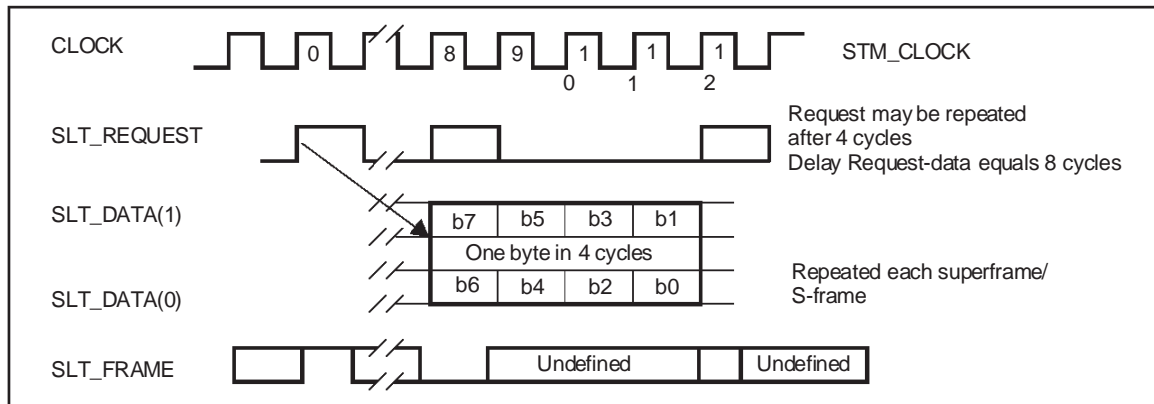 CLOCK
0 8 9 1 1 1
0 1 2
STM_CLOCK
SLT_REQUEST
Request may be repeated
after 4 cycles
Delay Request-data equals 8 cycles
SLT_DATA(1)
b7 b5 b3 b1
One byte in 4 cycles
b6 b4 b2 b0
SLT_DATA(0)
Repeated each superframe/
S-frame
SLT_FRAME
Undefined Undefined